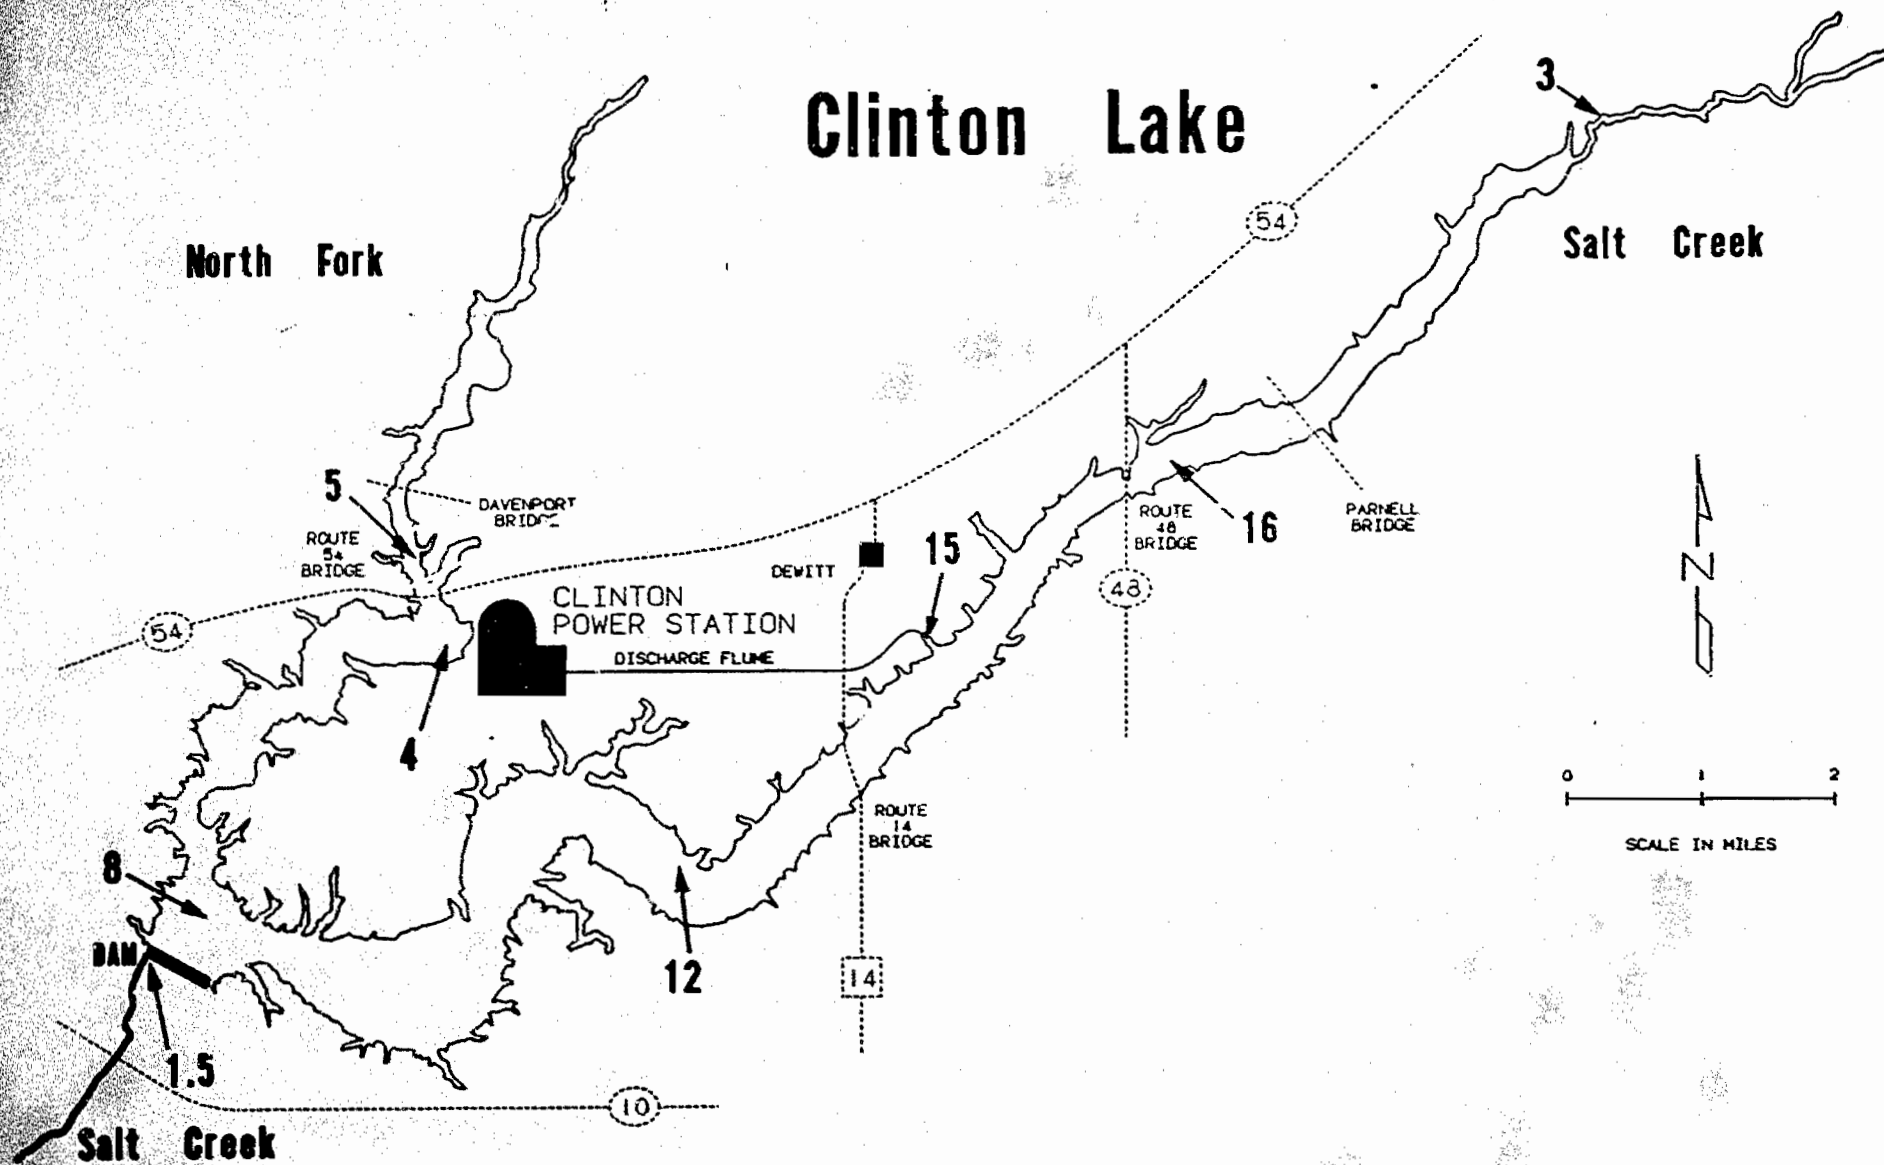 3
Clinton Lake
54
North Fork
Salt Creek
5
DAVENPORT
BRIDGE
ROUTE
54
BRIDGE
ROUTE
48
BRIDGE
16
PARNELL
BRIDGE
15
DEWITT
N
48
CLINTON
POWER STATION
54
DISCHARGE FLUME
4
0 1 2
SCALE IN MILES
ROUTE
14
BRIDGE
8
DAM
12
14
1.5
10
Salt Creek